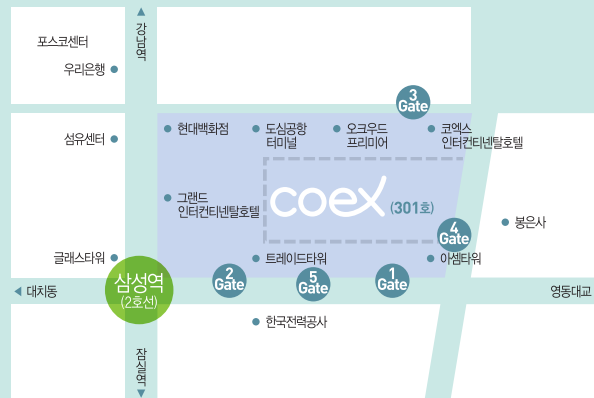 강남역
포스코센터
우리은행
3
Gate
현대백화점
도심공항
터미널
오크우드
프리미어
코엑스
인터컨티넨탈호텔
섬유센터
그랜드
인터컨티넨탈호텔
coex
(301호)
봉은사
4
Gate
글래스타워
트레이드타워
아셈타워
삼성역
(2호선)
2
Gate
5
Gate
1
Gate
대치동
영동대교
한국전력공사
잠실역